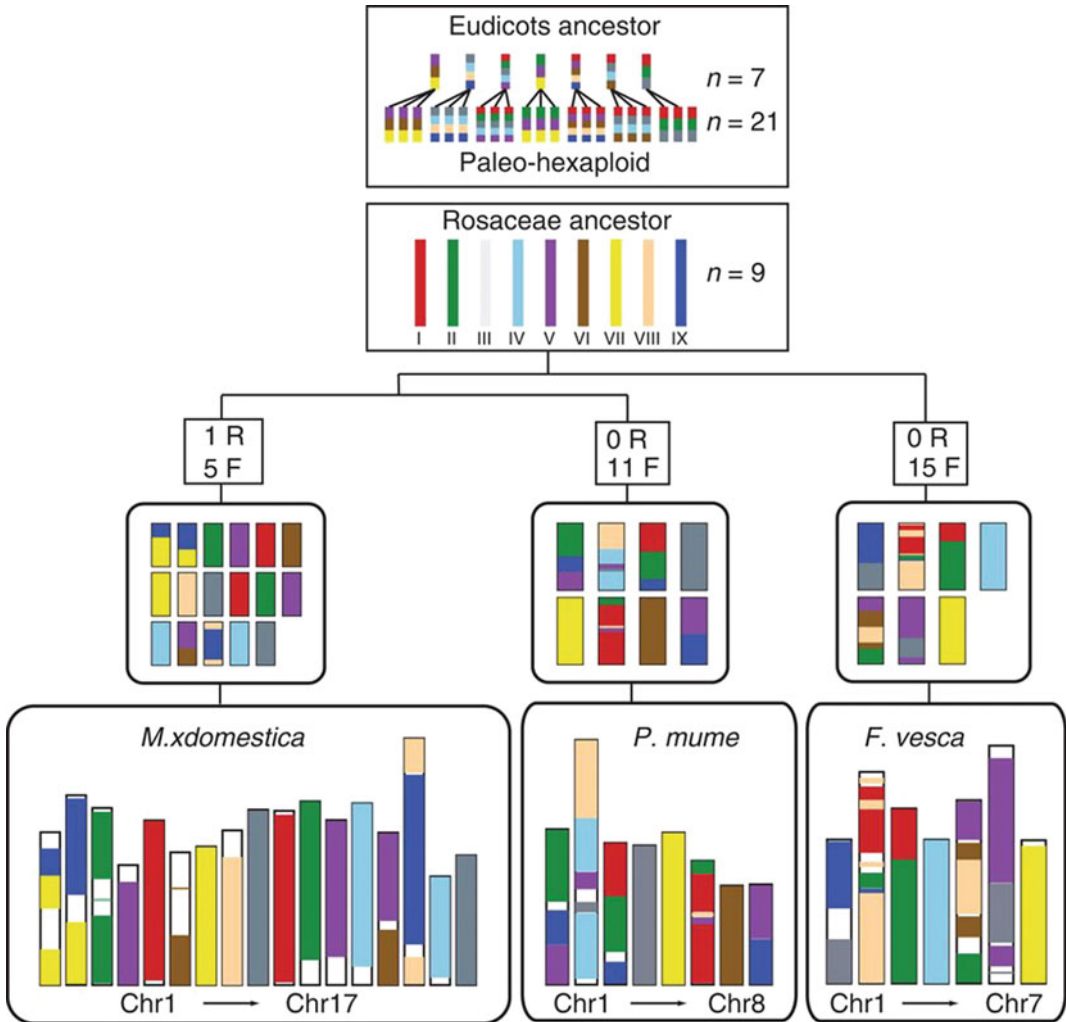 Eudicots ancestor
n = 7
n = 21
Paleo-hexaploid
Rosaceae ancestor
n = 9
I II III IV V VI VII VIII IX
1 R
5 F
0 R
11 F
0 R
15 F
M.xdomestica
Chr1 → Chr17
P. mume
Chr1 → Chr8
F. vesca
Chr1 → Chr7